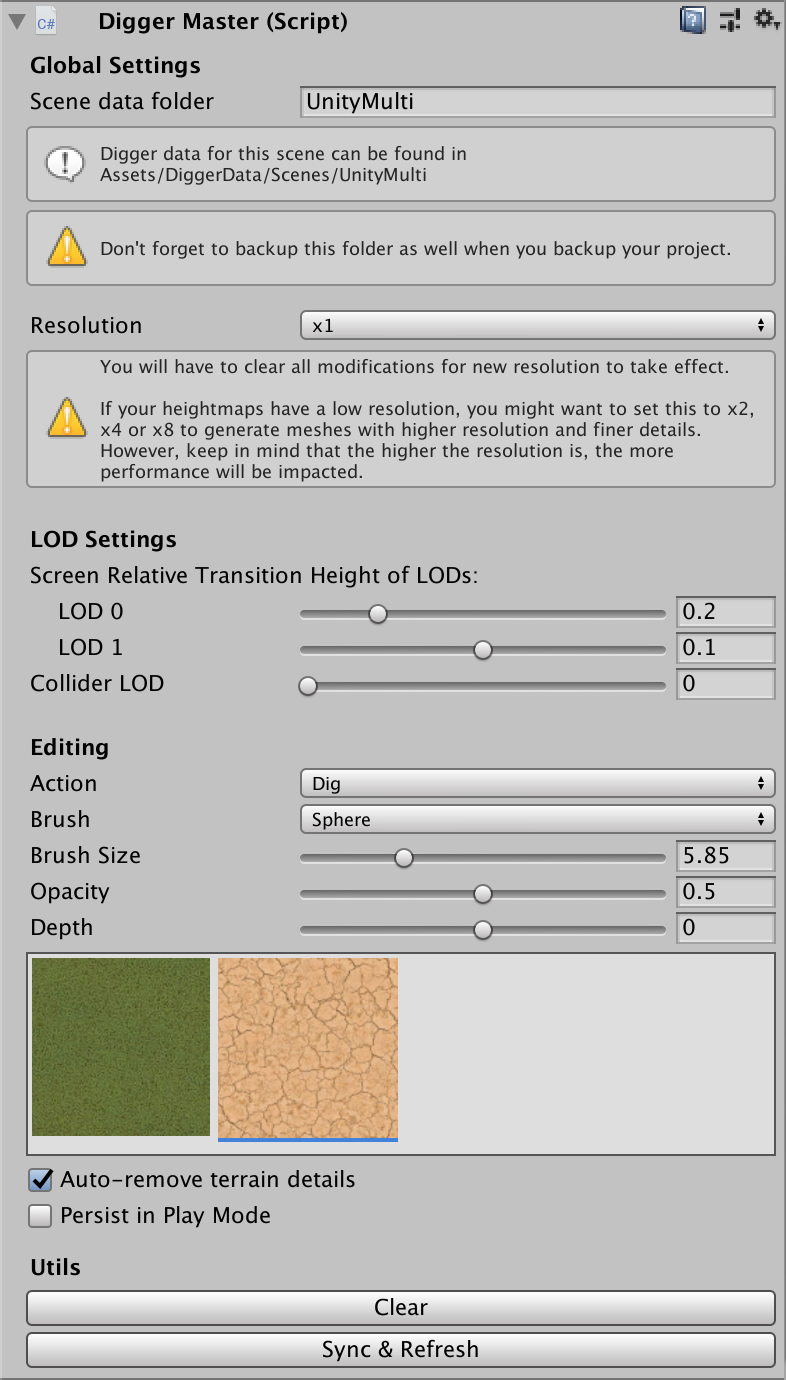 C#
Digger Master (Script)
Global Settings
Scene data folder UnityMulti
Digger data for this scene can be found in
Assets/DiggerData/Scenes/UnityMulti
Don't forget to backup this folder as well when you backup your project.
Resolution x1
You will have to clear all modifications for new resolution to take effect.
If your heightmaps have a low resolution, you might want to set this to x2,
x4 or x8 to generate meshes with higher resolution and finer details.
However, keep in mind that the higher the resolution is, the more
performance will be impacted.
LOD Settings
Screen Relative Transition Height of LODs:
LOD 0 0.2
LOD 1 0.1
Collider LOD 0
Editing
Action Dig
Brush Sphere
Brush Size 5.85
Opacity 0.5
Depth 0
Auto-remove terrain details
Persist in Play Mode
Utils
Clear
Sync & Refresh